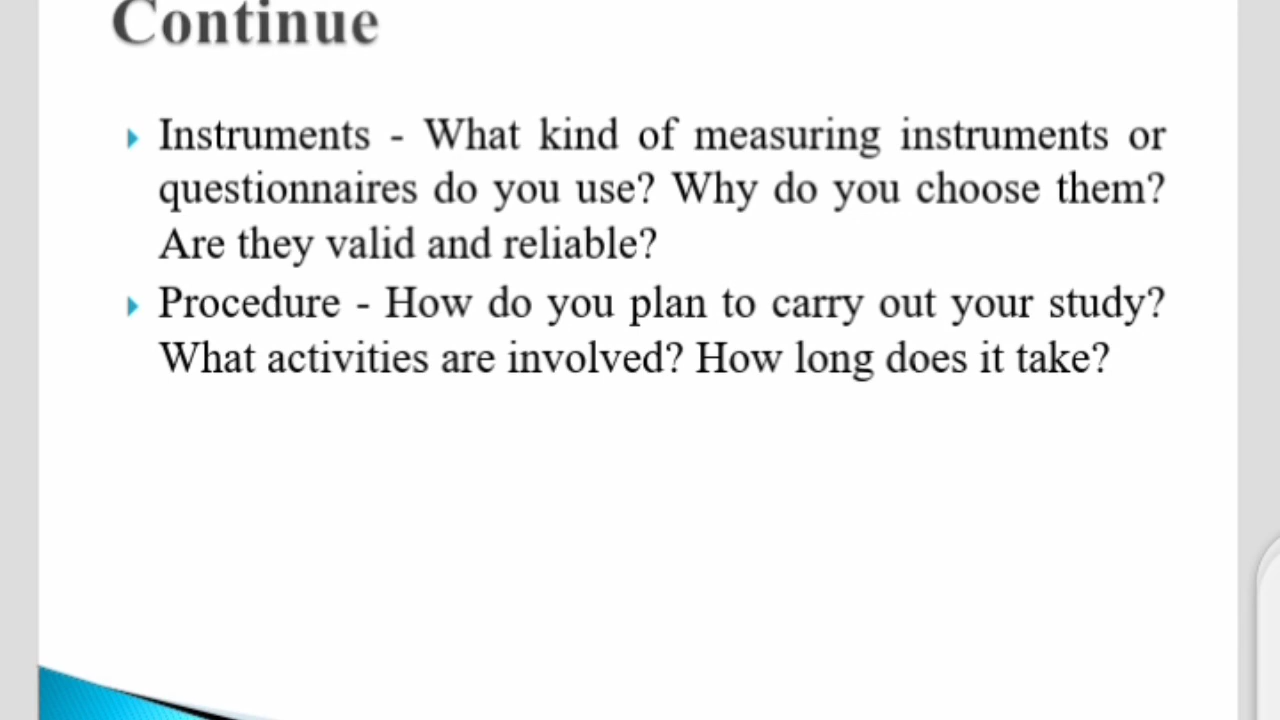 Continue
Instruments - What kind of measuring instruments or
questionnaires do you use? Why do you choose them?
Are they valid and reliable?
Procedure - How do you plan to carry out your study?
What activities are involved? How long does it take?